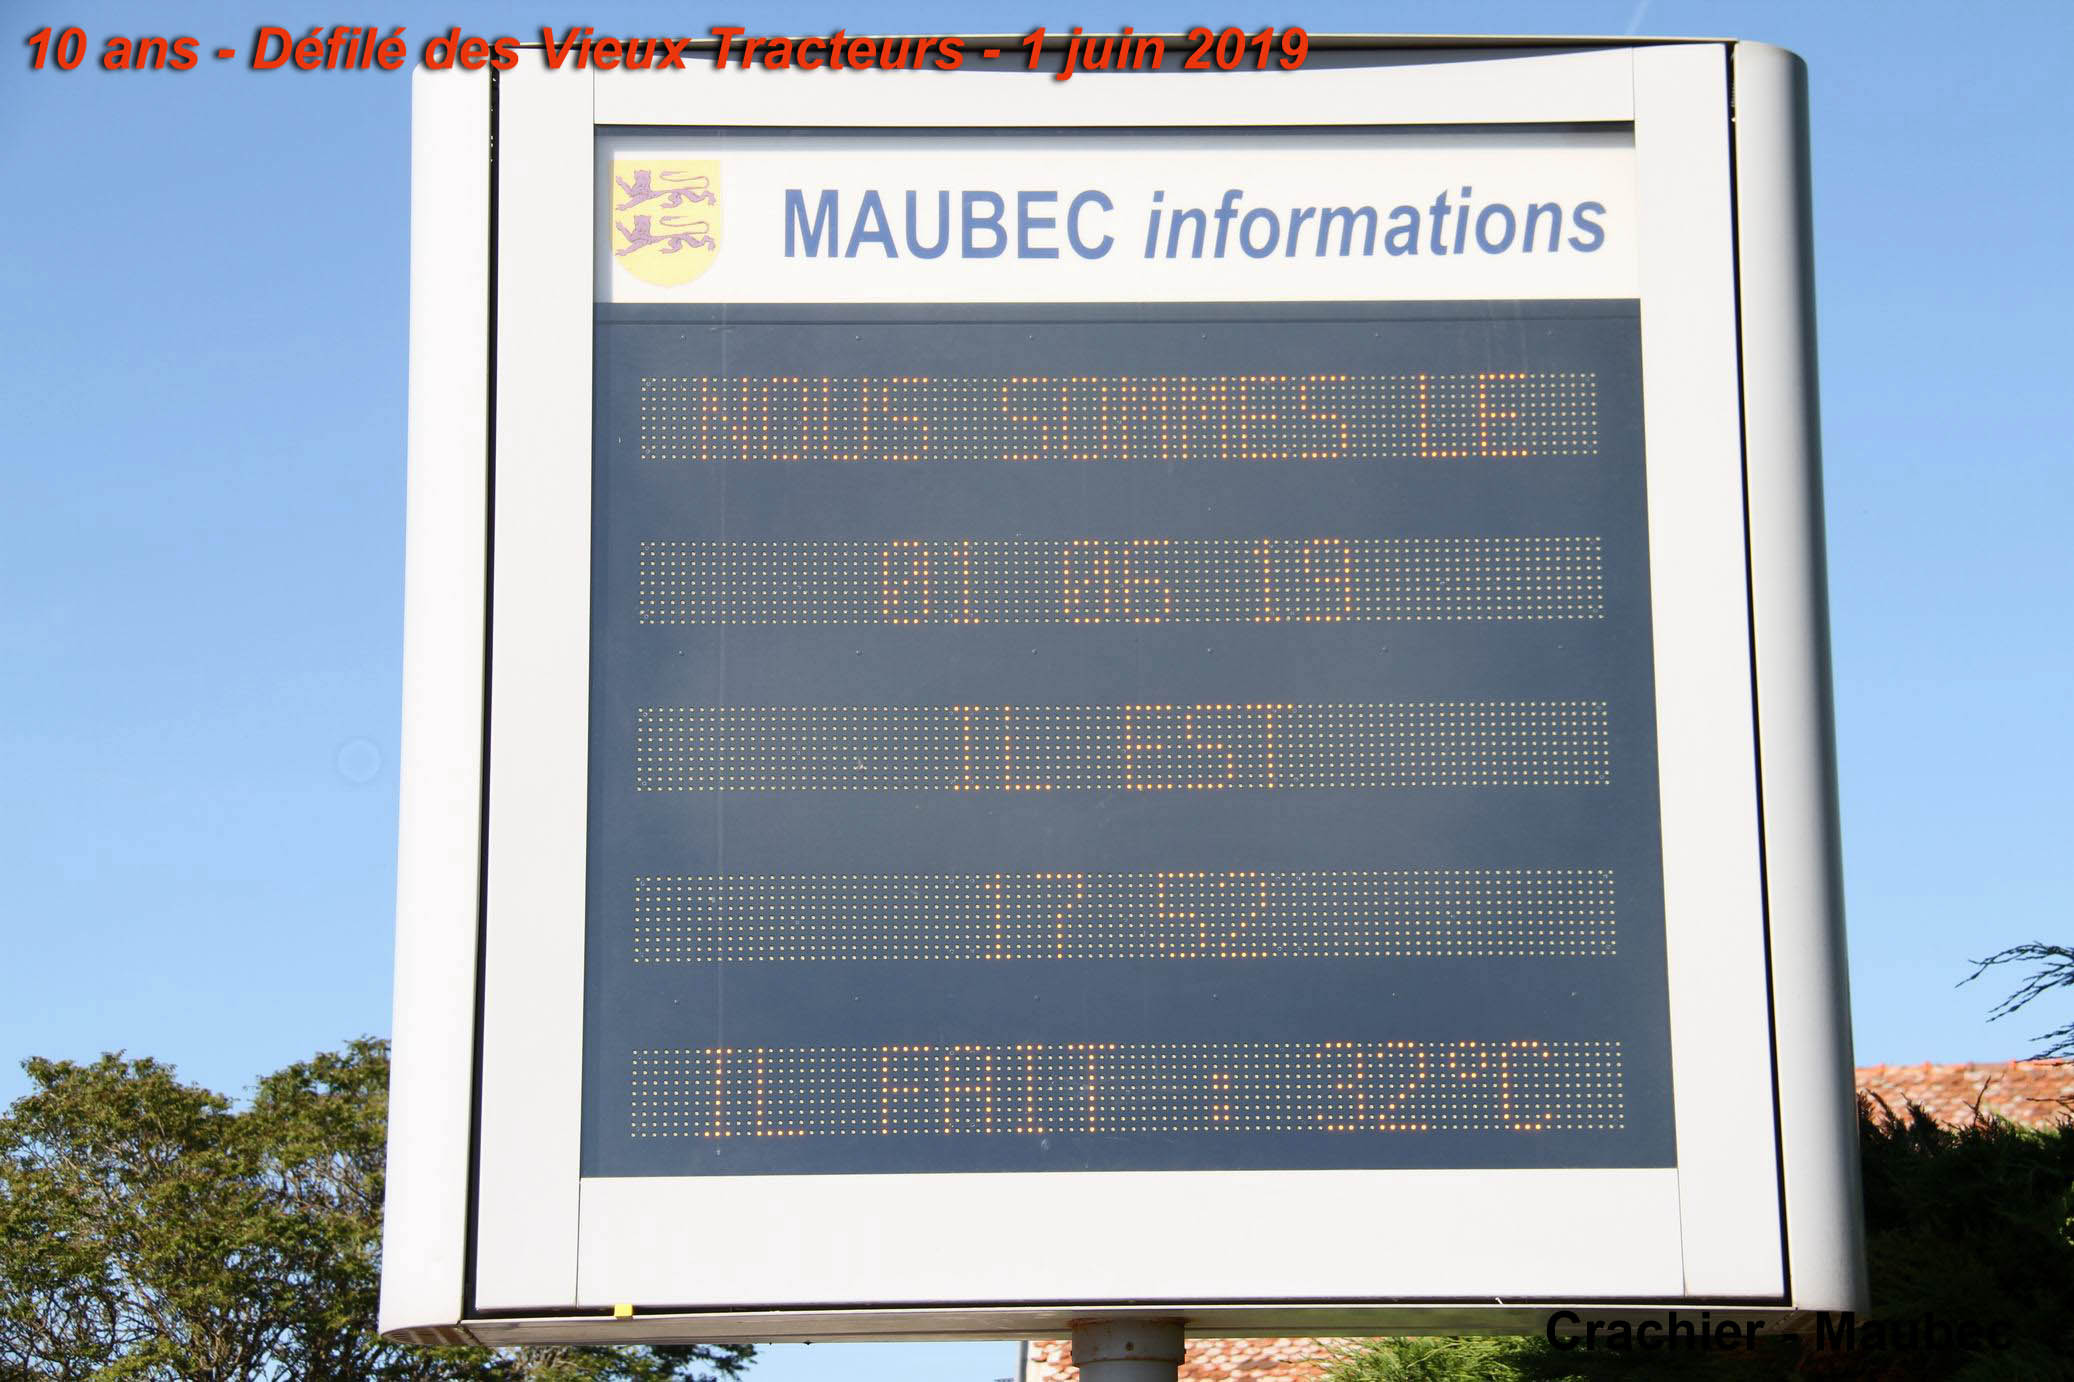 10 ans - Défilé des Vieux Tracteurs - 1 juin 2019
MAUBEC informations
NOUS SOMMES LE
01 06 19
IL EST
17 52
IL FAIT : 32°C
Crachier - Maubec